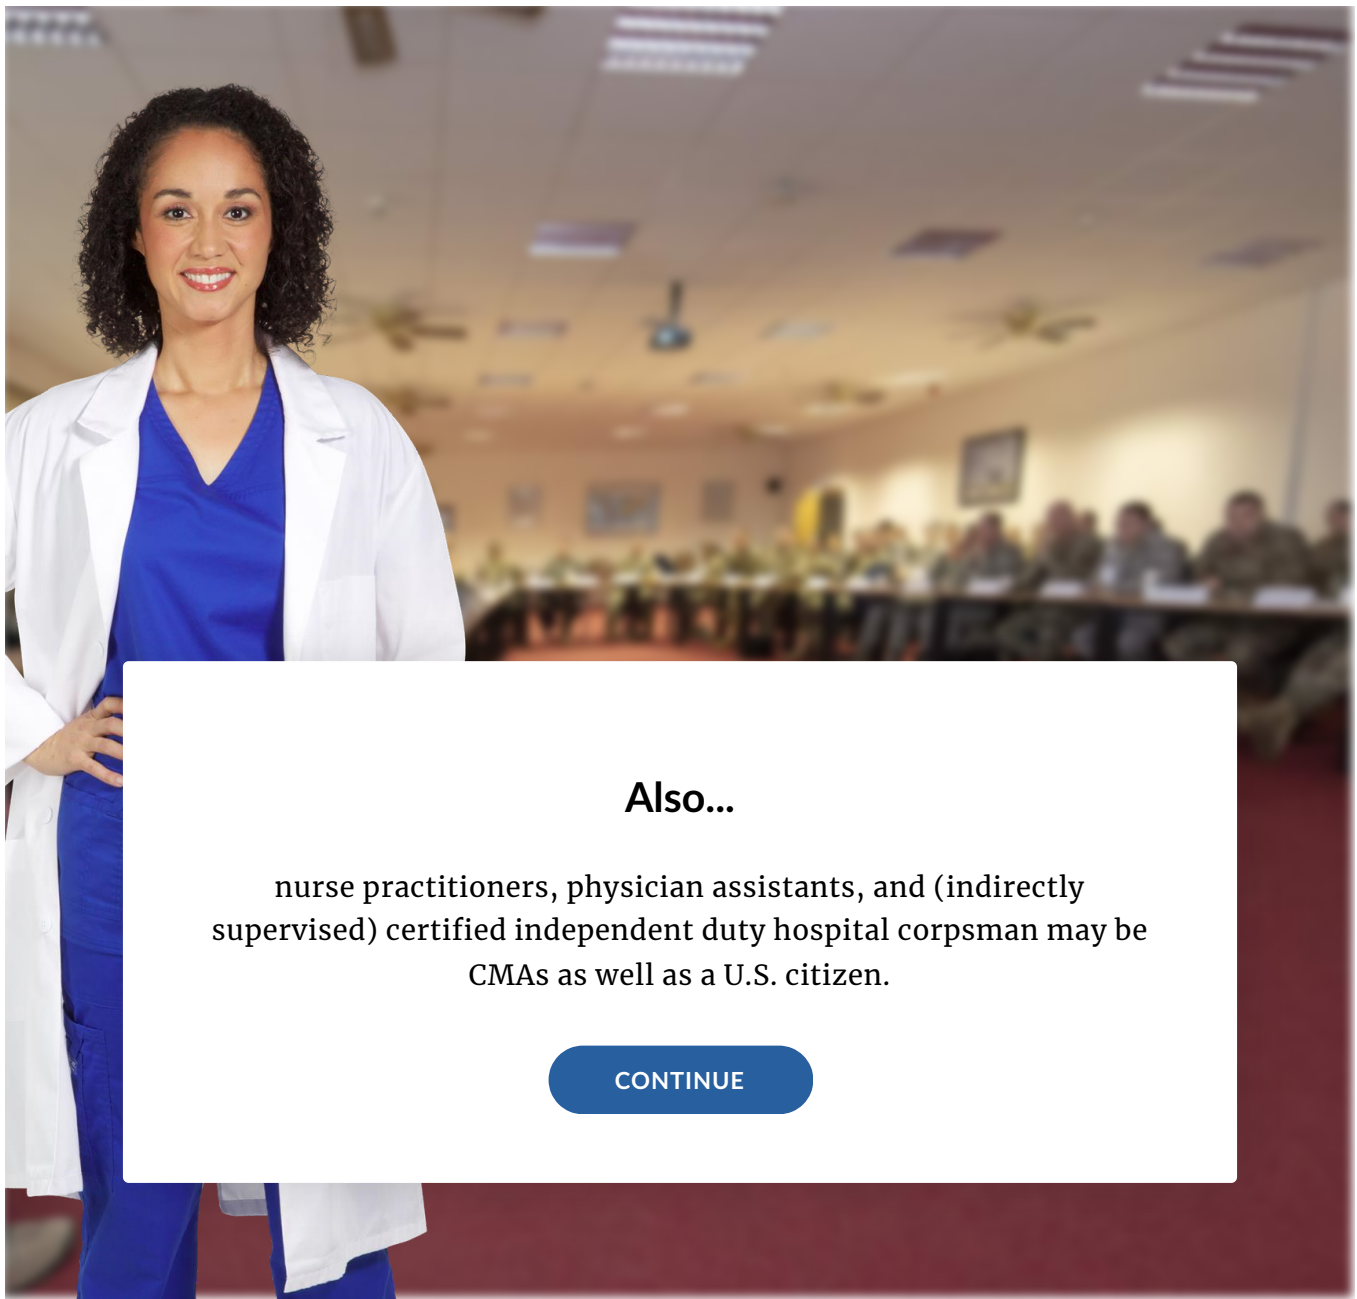 Also...
nurse practitioners, physician assistants, and (indirectly
supervised) certified independent duty hospital corpsman may be
CMAs as well as a U.S. citizen.
CONTINUE